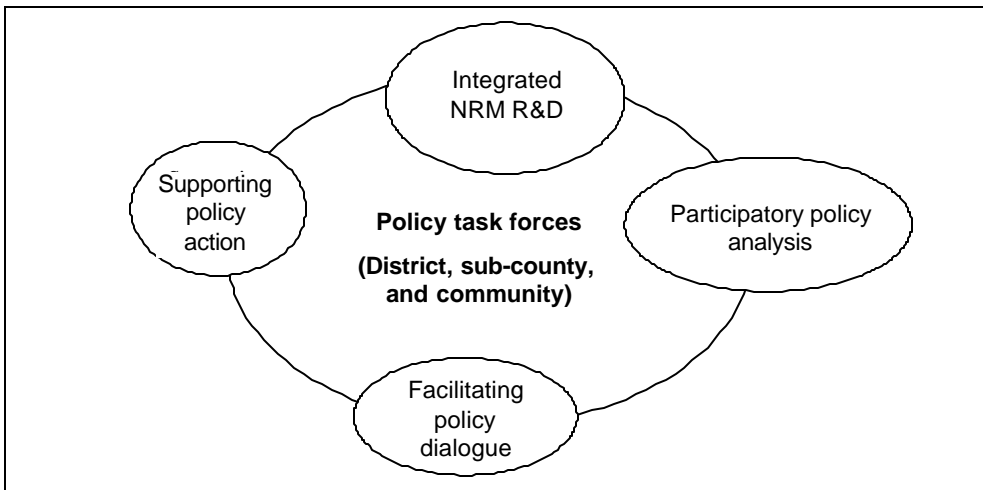 Integrated
NRM R&D
Supporting
policy
action
Policy task forces
(District, sub-county,
and community)
Participatory policy
analysis
Facilitating
policy
dialogue